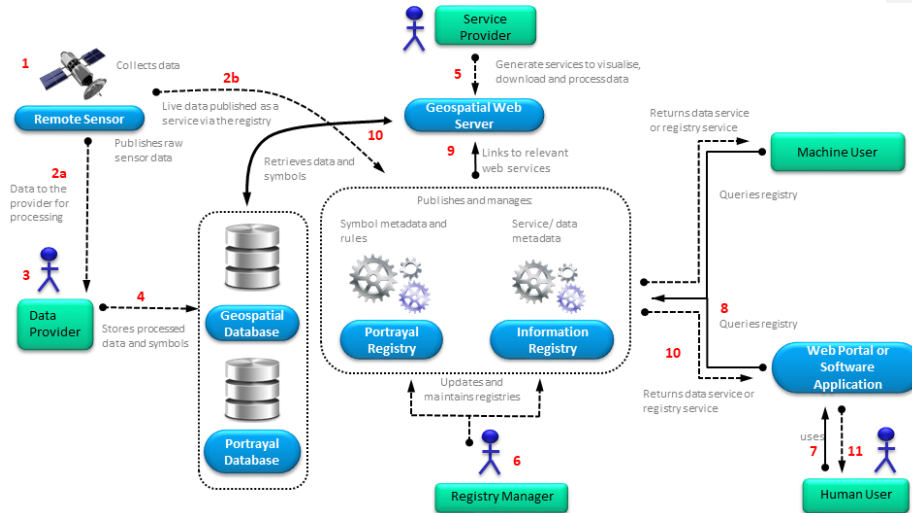 Service
Provider
1
Collects data
2b
5
Generate services to visualise,
download and process data
Remote Sensor
Live data published as a
service via the registry
Geospatial Web
Server
Returns data service
or registry service
Publishes raw
sensor data
10
9
Links to relevant
web services
Machine User
2a
Retrieves data and
symbols
Data to the
provider for
processing
Publishes and manages:
Queries registry
Symbol metadata and
rules
Service/ data
metadata
3
4
Data
Provider
Stores processed
data and symbols
Geospatial
Database
Portrayal
Registry
Information
Registry
8
Queries registry
10
Web Portal or
Software
Application
Updates and
maintains registries
Returns data service or
registry service
Portrayal
Database
6
uses
7
11
Registry Manager
Human User